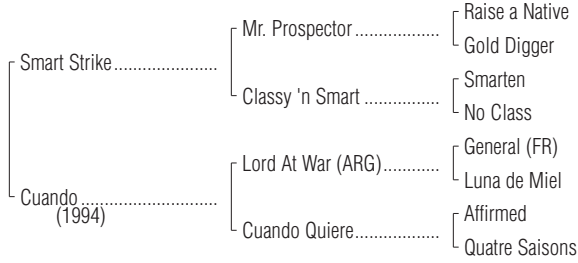 Raise a Native
Mr. Prospector ..................
Gold Digger
Smart Strike ......................
Smarten
Classy 'n Smart ................
No Class
General (FR)
Lord At War (ARG) ............
Luna de Miel
Cuando .............................
(1994)
Affirmed
Cuando Quiere ..................
Quatre Saisons